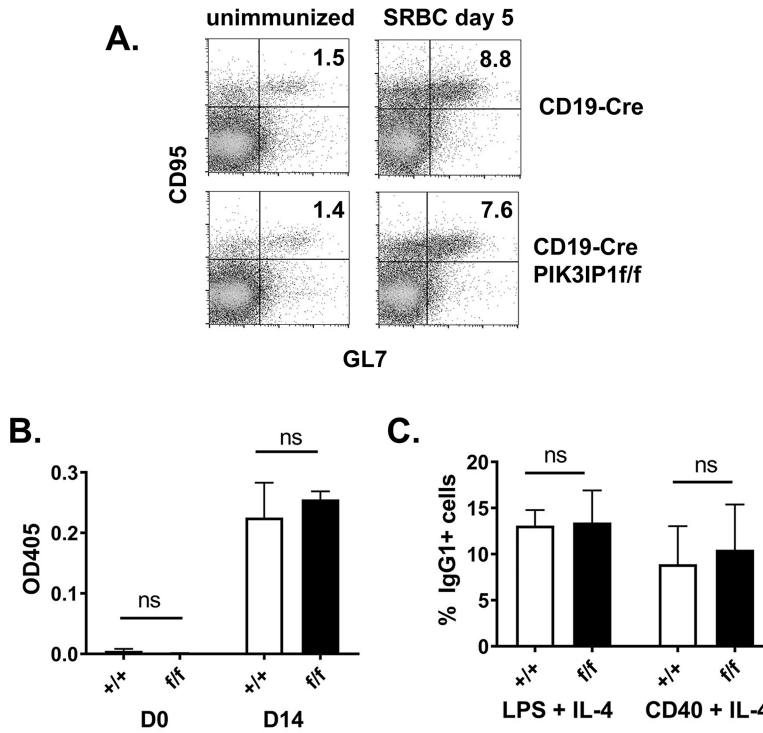 A.
unimmunized SRBC day 5
1.5 8.8
CD19-Cre
CD95
1.4 7.6
CD19-Cre
PIK3IP1f/f
GL7
B.
ns
ns
OD405
0.3
0.2
0.1
0.0
+/+ f/f +/+ f/f
D0 D14
C.
ns ns
% IgG1+ cells
20
15
10
5
0
+/+ f/f +/+ f/f
LPS + IL-4 CD40 + IL-4